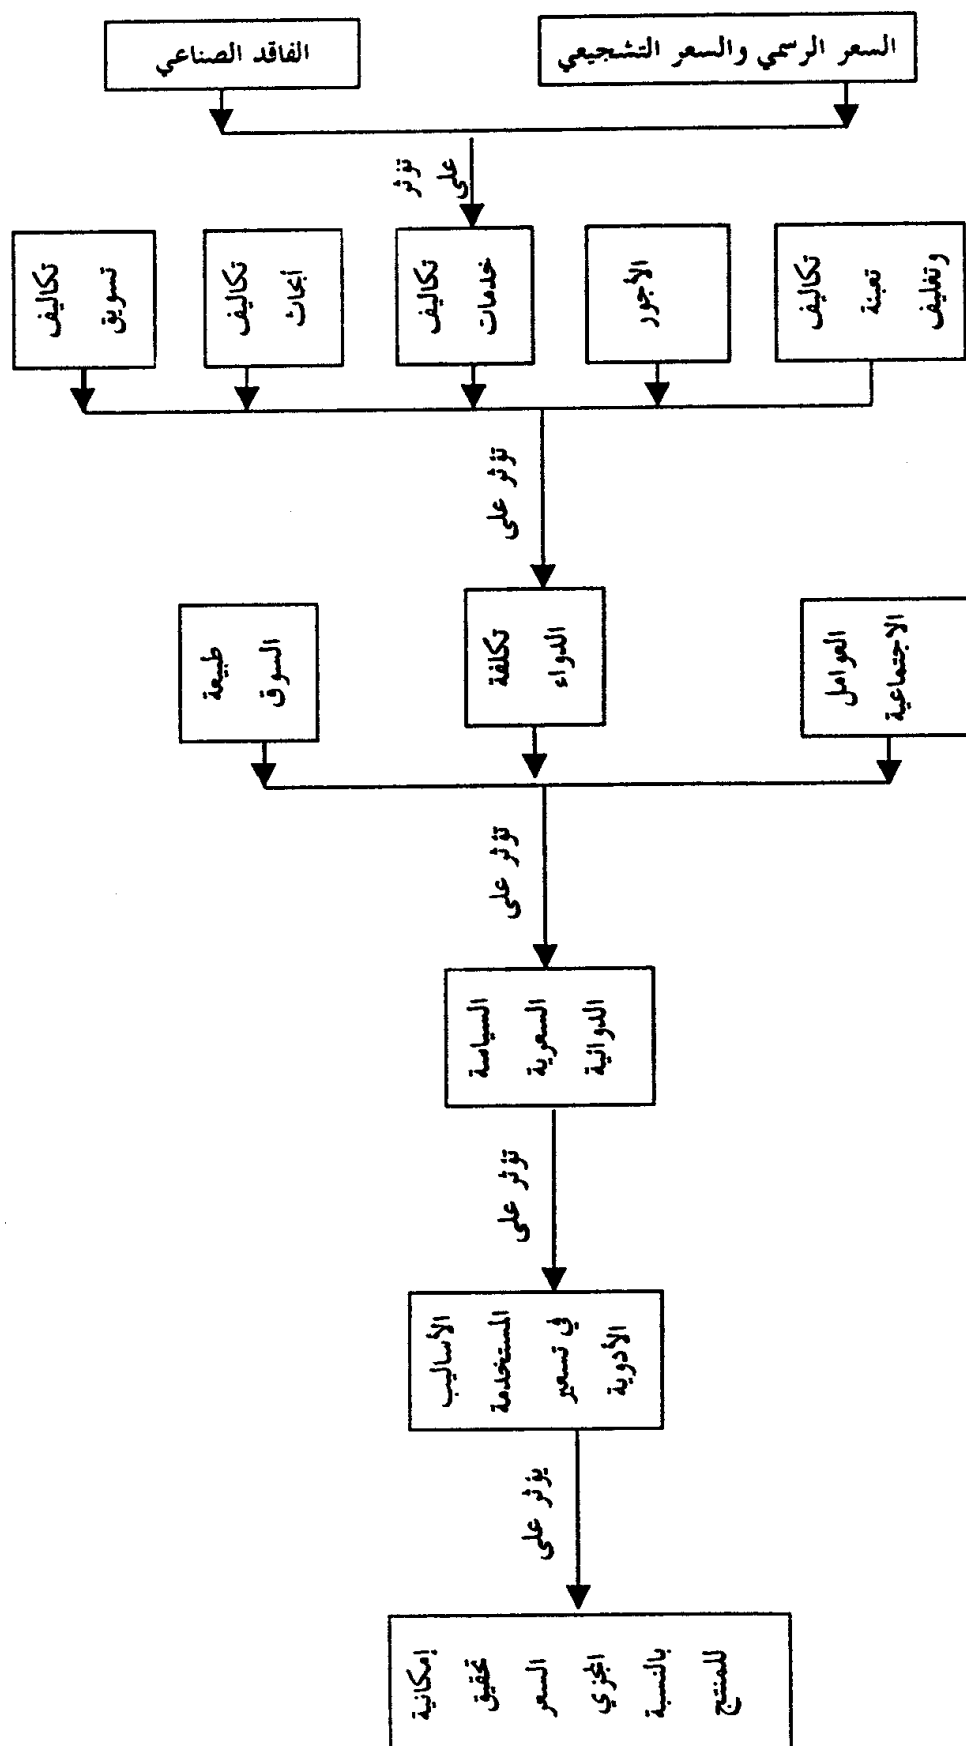 السعر الرسمي والسعر التشجيعي
الفاقد الصناعي
تؤثر
على
تكاليف
تعبئة
وتغليف
الأجور
تكاليف
خدمات
تكاليف
أبحاث
تكاليف
تسويق
تؤثر على
العوامل
الاجتماعية
تكلفة
الدواء
طبيعة
السوق
تؤثر على
السياسة
السعرية
الدوائية
تؤثر على
الأساليب
المستخدمة
في تسعير
الأدوية
يؤثر على
إمكانية
تحقيق
السعر
المجزي
بالنسبة
للمنتج